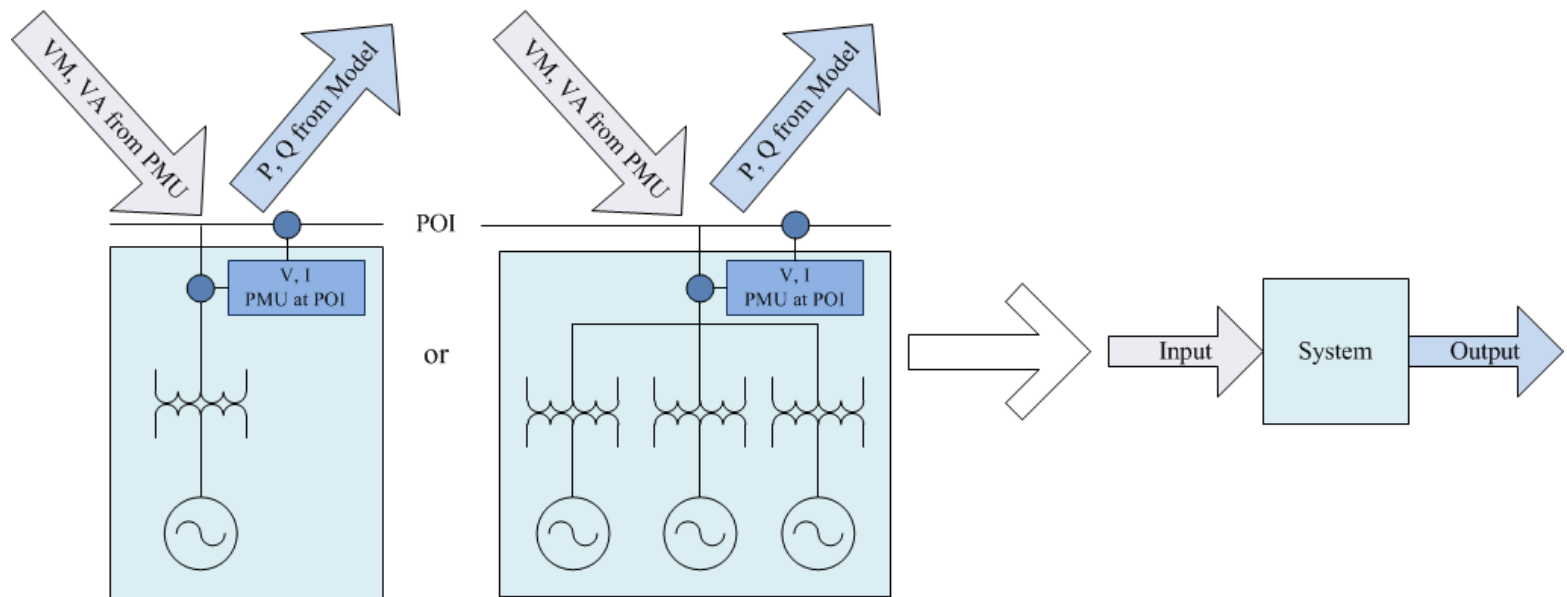 VM, VA from PMU
P, Q from Model
VM, VA from PMU
P, Q from Model
POI
V, I
PMU at POI
V, I
PMU at POI
or
Input
System
Output